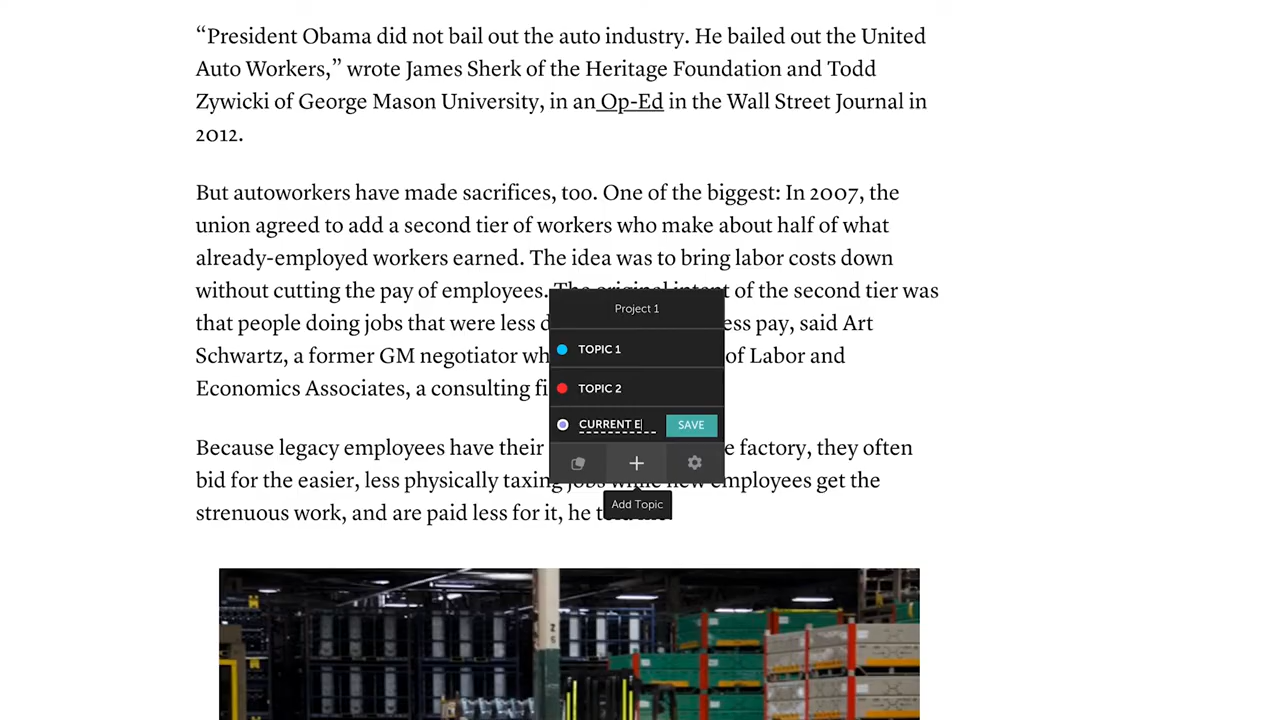 “President Obama did not bail out the auto industry. He bailed out the United
Auto Workers,” wrote James Sherk of the Heritage Foundation and Todd
Zywicki of George Mason University, in an Op-Ed in the Wall Street Journal in
2012.
But autoworkers have made sacrifices, too. One of the biggest: In 2007, the
union agreed to add a second tier of workers who make about half of what
already-employed workers earned. The idea was to bring labor costs down
without cutting the pay of employees. The original intent of the second tier was
that people doing jobs that were less pay, said Art
Schwartz, a former GM negotiator of Labor and
Economics Associates, a consulting
Project 1
TOPIC 1
TOPIC 2
CURRENT E
SAVE
Add Topic
Because legacy employees have their factory, they often
bid for the easier, less physically taxing jobs while new employees get the
strenuous work, and are paid less for it, he